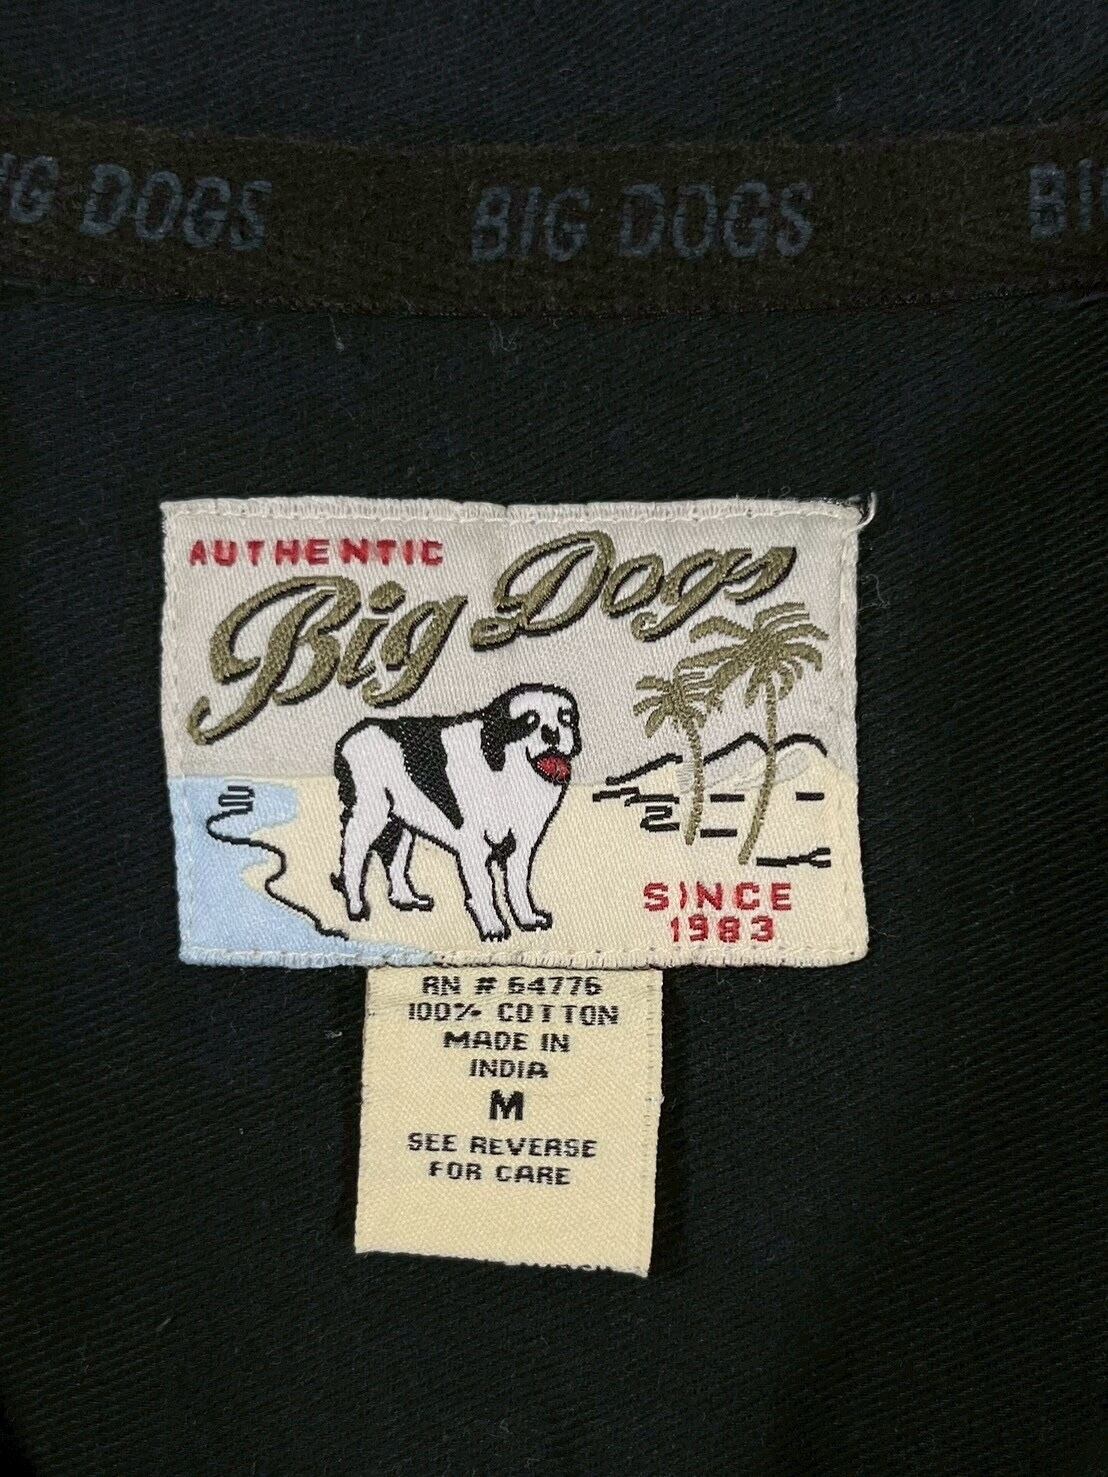 BIG DOGS BIG DOGS BIG
AUTHENTIC
Big Dogs
SINCE
1983
RN # 64776
100% COTTON
MADE IN
INDIA
M
SEE REVERSE
FOR CARE